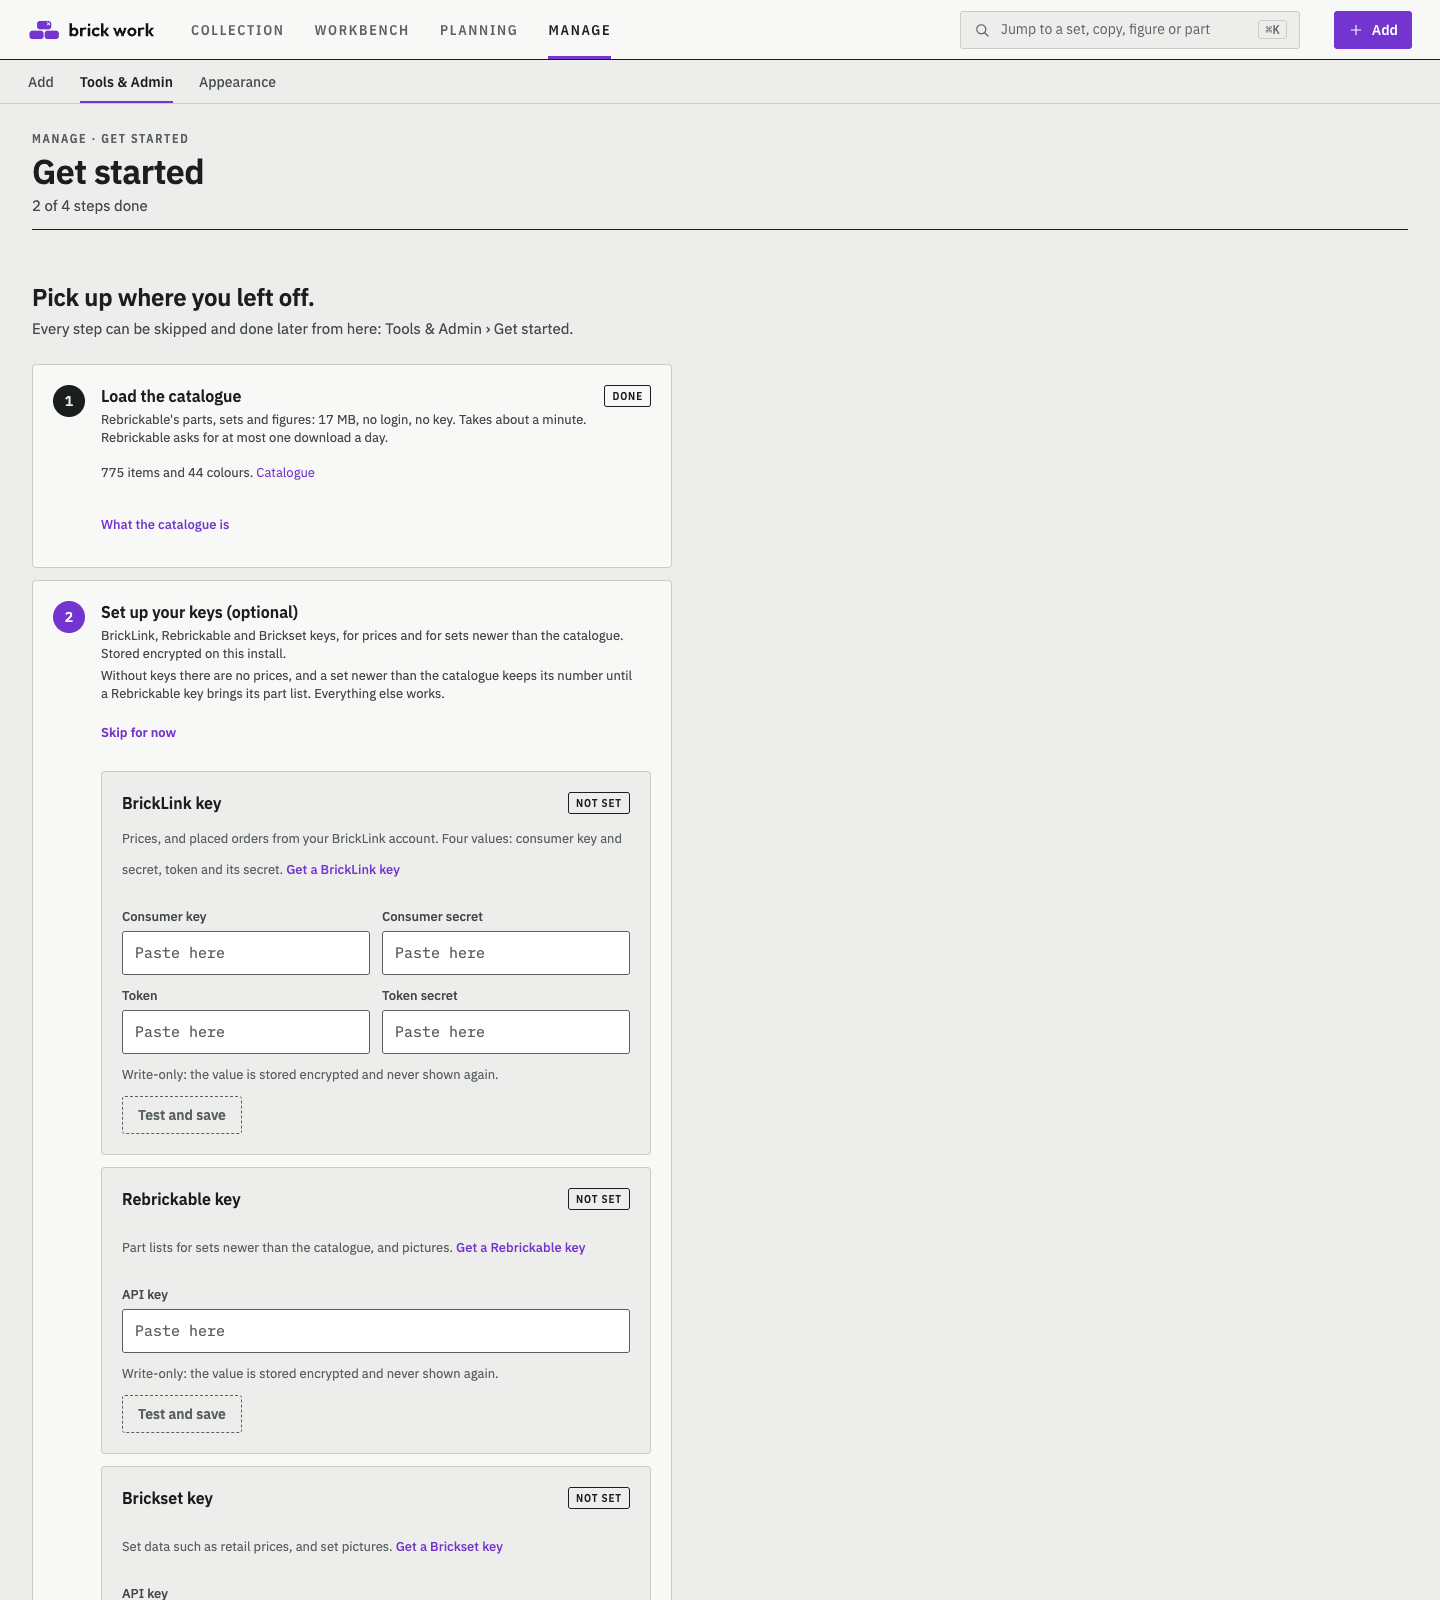 brick work
COLLECTION
WORKBENCH
PLANNING
MANAGE
Jump to a set, copy, figure or part
⌘K
+ Add
Add
Tools & Admin
Appearance
MANAGE · GET STARTED
Get started
2 of 4 steps done
Pick up where you left off.
Every step can be skipped and done later from here: Tools & Admin › Get started.
1
Load the catalogue
DONE
Rebrickable's parts, sets and figures: 17 MB, no login, no key. Takes about a minute.
Rebrickable asks for at most one download a day.
775 items and 44 colours. Catalogue
What the catalogue is
2
Set up your keys (optional)
BrickLink, Rebrickable and Brickset keys, for prices and for sets newer than the catalogue.
Stored encrypted on this install.
Without keys there are no prices, and a set newer than the catalogue keeps its number until
a Rebrickable key brings its part list. Everything else works.
Skip for now
BrickLink key
NOT SET
Prices, and placed orders from your BrickLink account. Four values: consumer key and
secret, token and its secret. Get a BrickLink key
Consumer key
Consumer secret
Paste here
Paste here
Token
Token secret
Paste here
Paste here
Write-only: the value is stored encrypted and never shown again.
Test and save
Rebrickable key
NOT SET
Part lists for sets newer than the catalogue, and pictures. Get a Rebrickable key
API key
Paste here
Write-only: the value is stored encrypted and never shown again.
Test and save
Brickset key
NOT SET
Set data such as retail prices, and set pictures. Get a Brickset key
API key